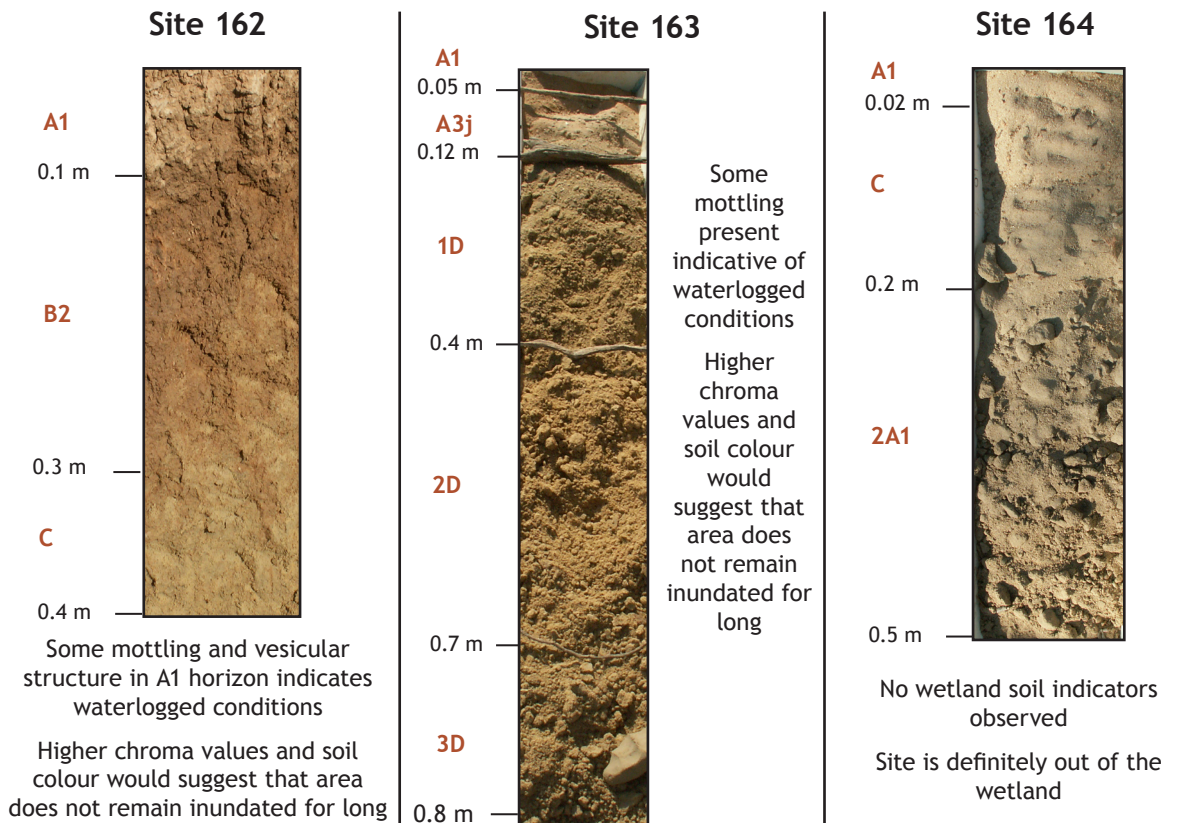 Site 162
A1
0.1 m
B2
0.3 m
C
0.4 m
Some mottling and vesicular
structure in A1 horizon indicates
waterlogged conditions
Higher chroma values and soil
colour would suggest that area
does not remain inundated for long
Site 163
A1
0.05 m
A3j
0.12 m
1D
0.4 m
2D
0.7 m
3D
0.8 m
Some
mottling
present
indicative of
waterlogged
conditions
Higher
chroma
values and
soil colour
would
suggest that
area does
not remain
inundated for
long
Site 164
A1
0.02 m
C
0.2 m
2A1
0.5 m
No wetland soil indicators
observed
Site is definitely out of the
wetland